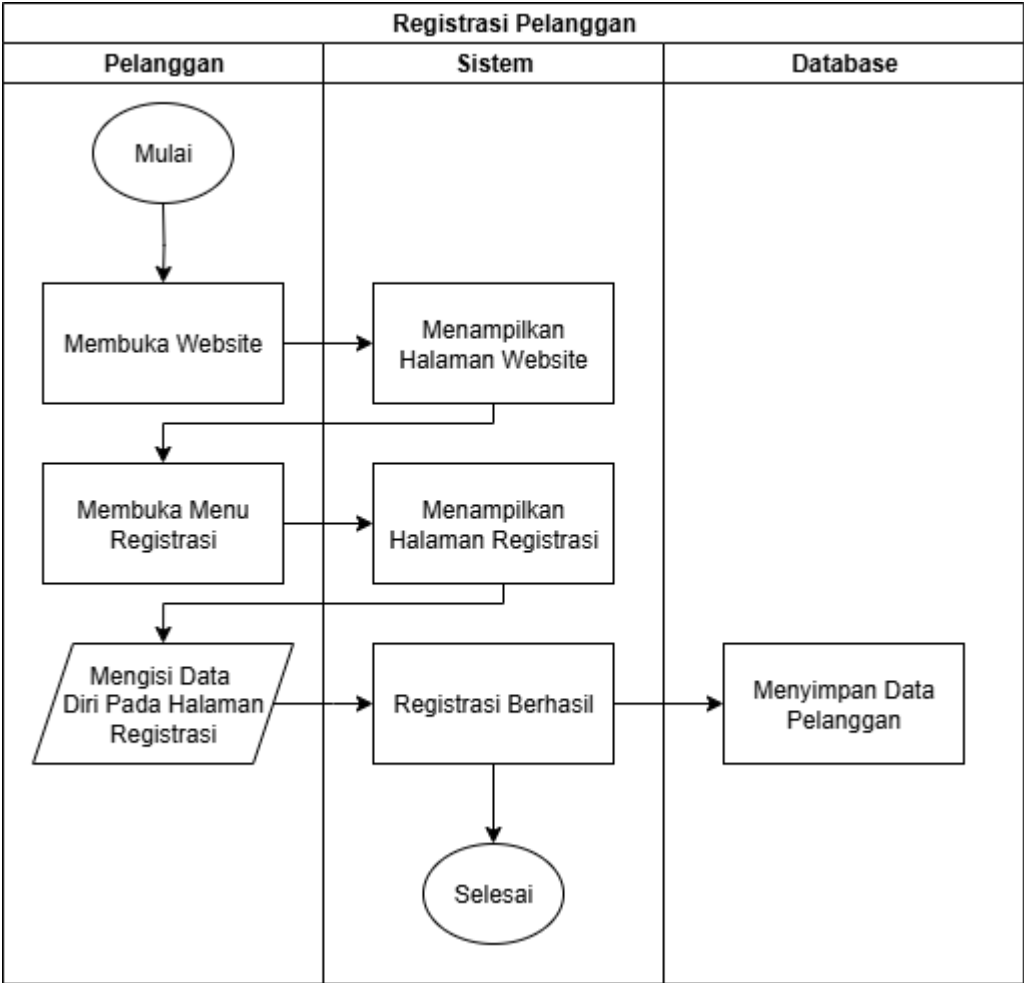 Registrasi Pelanggan
Pelanggan
Sistem
Database
Mulai
Membuka Website
Menampilkan
Halaman Website
Membuka Menu
Registrasi
Menampilkan
Halaman Registrasi
Mengisi Data
Diri Pada Halaman
Registrasi
Registrasi Berhasil
Menyimpan Data
Pelanggan
Selesai